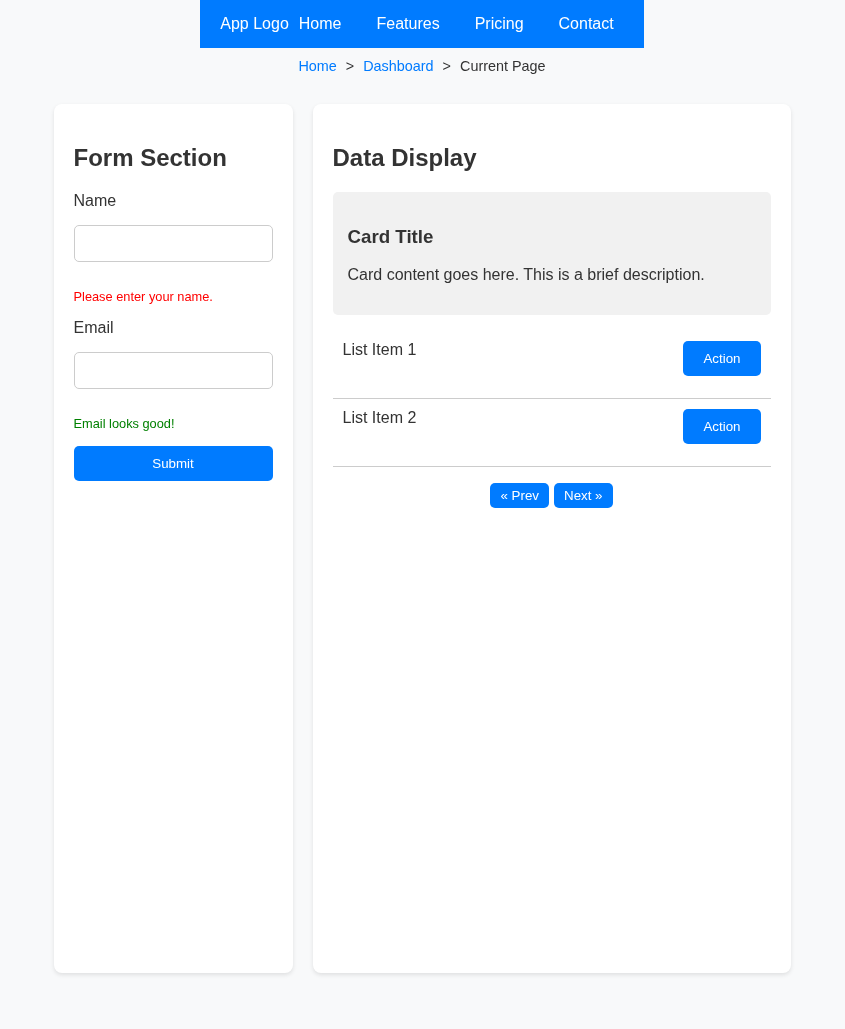 App Logo Home Features Pricing Contact
Home > Dashboard > Current Page
Form Section
Name
Please enter your name.
Email
Email looks good!
Submit
Data Display
Card Title
Card content goes here. This is a brief description.
List Item 1 Action
List Item 2 Action
« Prev Next »